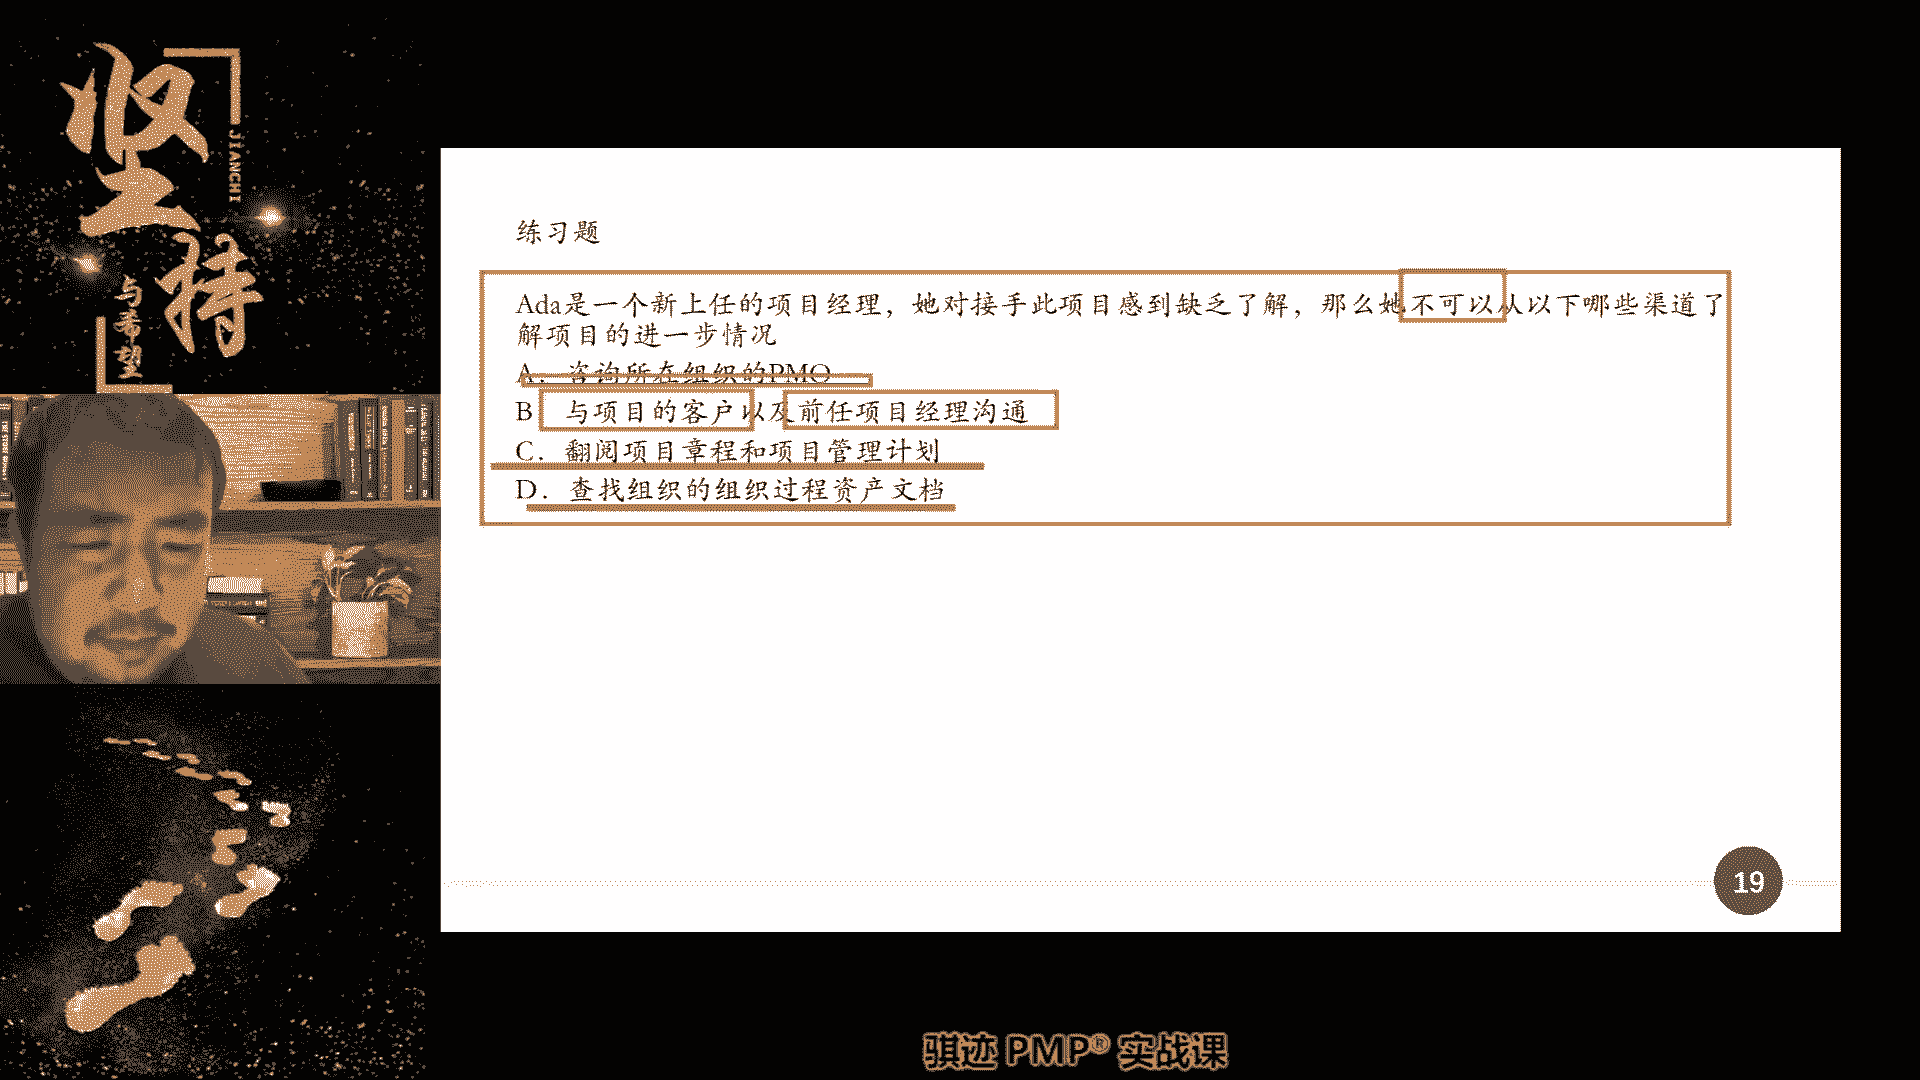 坚持
JIANCHI
与希望
练习题
Ada是一个新上任的项目经理，她对接手此项目感到缺乏了解，那么她不可以从以下哪些渠道了
解项目的进一步情况
A. 咨询所在组织的PMO
B 与项目的客户以及前任项目经理沟通
C. 翻阅项目章程和项目管理计划
D. 查找组织的组织过程资产文档
19
骐迹 PMP® 实战课